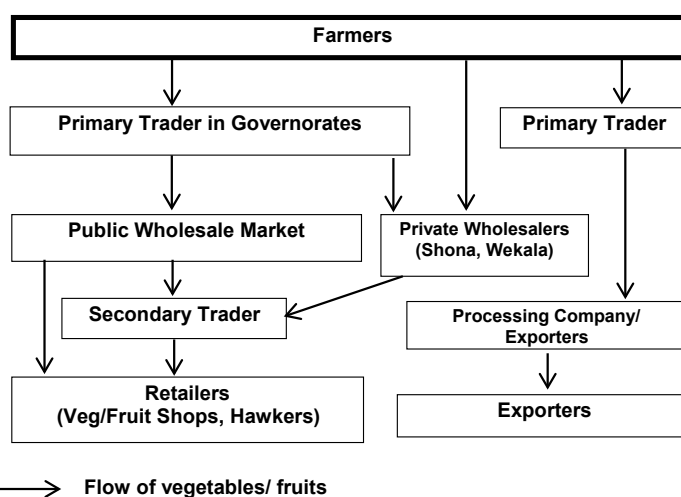 Farmers
Primary Trader in Governorates
Primary Trader
Public Wholesale Market
Private Wholesalers
(Shona, Wekala)
Secondary Trader
Processing Company/
Exporters
Retailers
(Veg/Fruit Shops, Hawkers)
Exporters
Flow of vegetables/ fruits